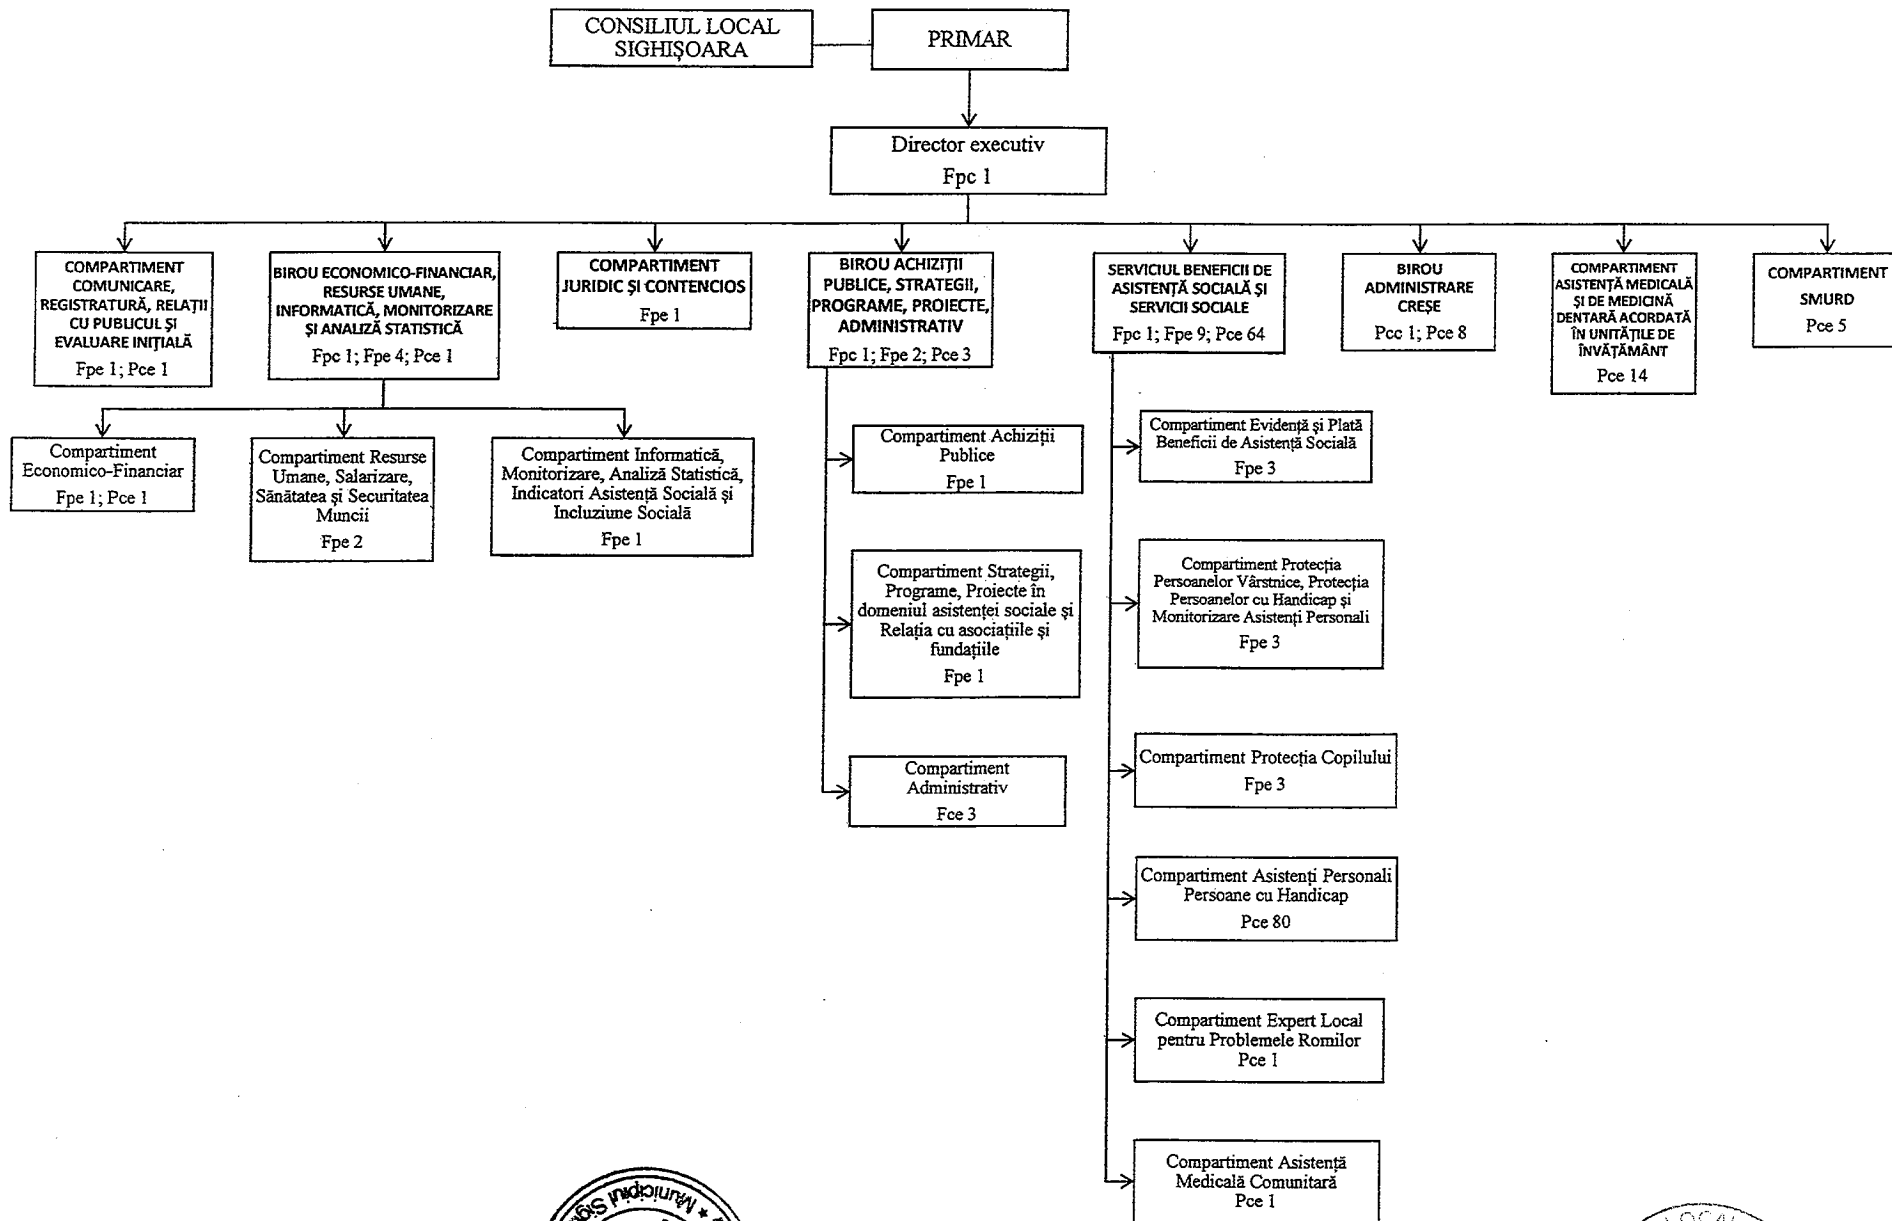 CONSILIUL LOCAL
SIGHIȘOARA
PRIMAR
Director executiv
Fpc 1
COMPARTIMENT
COMUNICARE,
REGISTRATURĂ, RELAȚII
CU PUBLICUL ȘI
EVALUARE INIȚIALĂ
Fpe 1; Pce 1
BIROU ECONOMICO-FINANCIAR,
RESURSE UMANE,
INFORMATICĂ, MONITORIZARE
ȘI ANALIZĂ STATISTICĂ
Fpc 1; Fpe 4; Pce 1
COMPARTIMENT
JURIDIC ȘI CONTENCIOS
Fpe 1
BIROU ACHIZIȚII
PUBLICE, STRATEGII,
PROGRAME, PROIECTE,
ADMINISTRATIV
Fpc 1; Fpe 2; Pce 3
SERVICIUL BENEFICII DE
ASISTENȚĂ SOCIALĂ ȘI
SERVICII SOCIALE
Fpc 1; Fpe 9; Pce 64
BIROU
ADMINISTRARE
CREȘE
Pcc 1; Pce 8
COMPARTIMENT
ASISTENȚĂ MEDICALĂ
ȘI DE MEDICINĂ
DENTARĂ ACORDATĂ
ÎN UNITĂȚILE DE
ÎNVĂȚĂMÂNT
Pce 14
COMPARTIMENT
SMURD
Pce 5
Compartiment
Economico-Financiar
Fpe 1; Pce 1
Compartiment Resurse
Umane, Salarizare,
Sănătatea și Securitatea
Muncii
Fpe 2
Compartiment Informatică,
Monitorizare, Analiză Statistică,
Indicatori Asistență Socială și
Incluziune Socială
Fpe 1
Compartiment Achiziții
Publice
Fpe 1
Compartiment Strategii,
Programe, Proiecte în
domeniul asistenței sociale și
Relația cu asociațiile și
fundațiile
Fpe 1
Compartiment
Administrativ
Fce 3
Compartiment Evidență și Plată
Beneficii de Asistență Socială
Fpe 3
Compartiment Protecția
Persoanelor Vârstnice, Protecția
Persoanelor cu Handicap și
Monitorizare Asistenți Personali
Fpe 3
Compartiment Protecția Copilului
Fpe 3
Compartiment Asistenți Personali
Persoane cu Handicap
Pce 80
Compartiment Expert Local
pentru Problemele Romilor
Pce 1
Compartiment Asistență
Medicală Comunitară
Pce 1
Municipiul